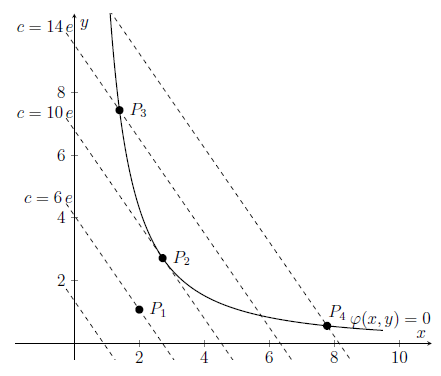 c = 14 e
y
8
P₃
c = 10 e
6
c = 6 e
4
P₂
2
P₁
P₄
φ(x, y) = 0
x
2 4 6 8 10